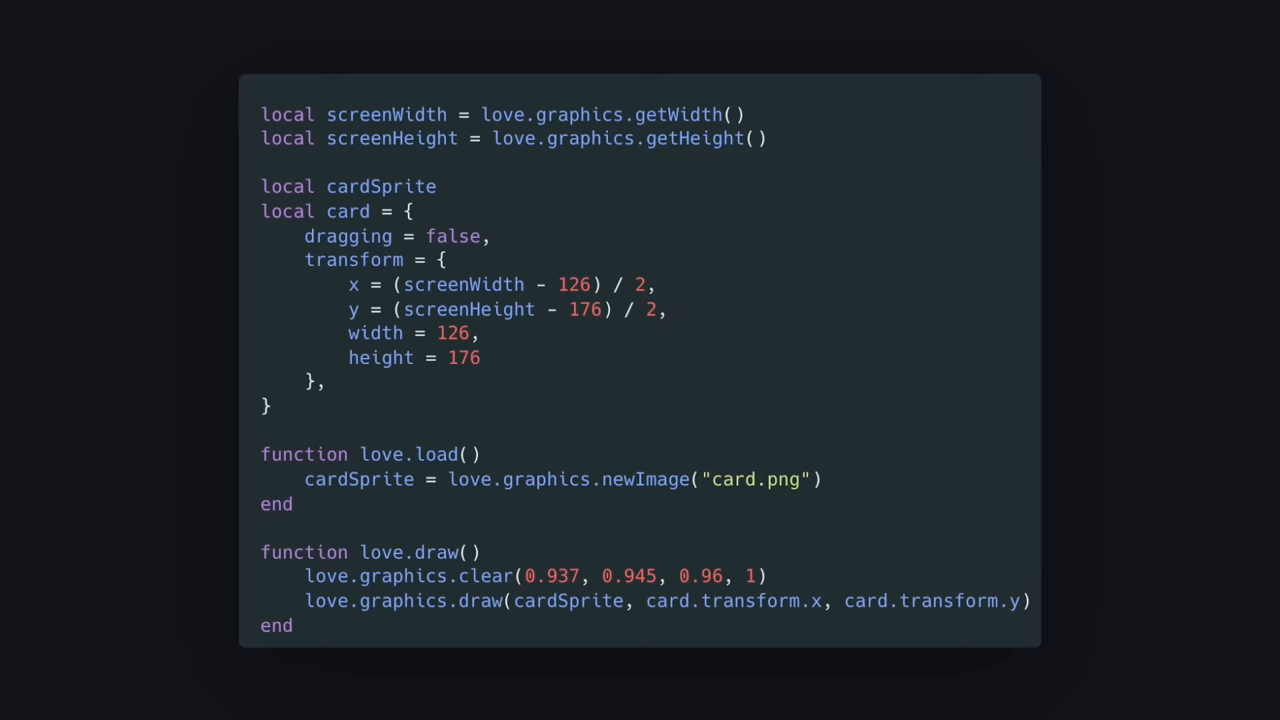 local screenWidth = love.graphics.getWidth()
local screenHeight = love.graphics.getHeight()

local cardSprite
local card = {
    dragging = false,
    transform = {
        x = (screenWidth - 126) / 2,
        y = (screenHeight - 176) / 2,
        width = 126,
        height = 176
    },
}

function love.load()
    cardSprite = love.graphics.newImage("card.png")
end

function love.draw()
    love.graphics.clear(0.937, 0.945, 0.96, 1)
    love.graphics.draw(cardSprite, card.transform.x, card.transform.y)
end